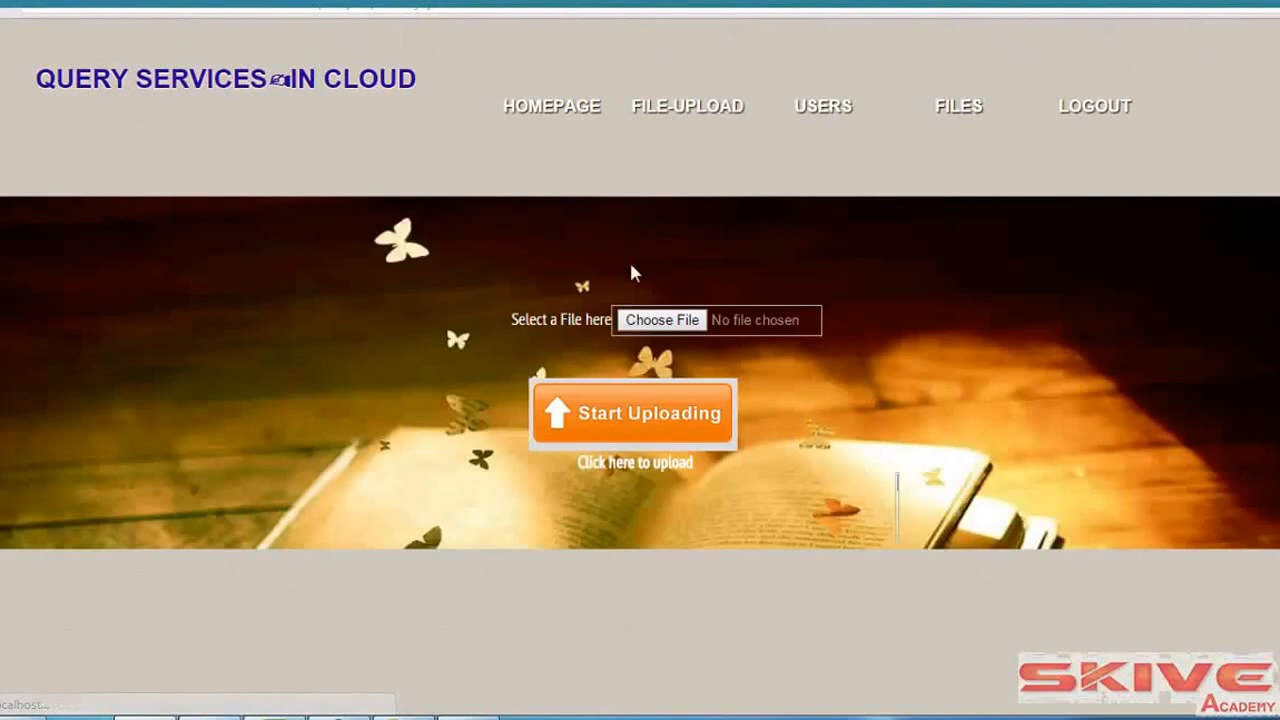 QUERY SERVICES✍IN CLOUD
HOMEPAGE FILE-UPLOAD USERS FILES LOGOUT
Select a File here Choose File No file chosen
Start Uploading
Click here to upload
SKIVE
ACADEMY
ocalhost...